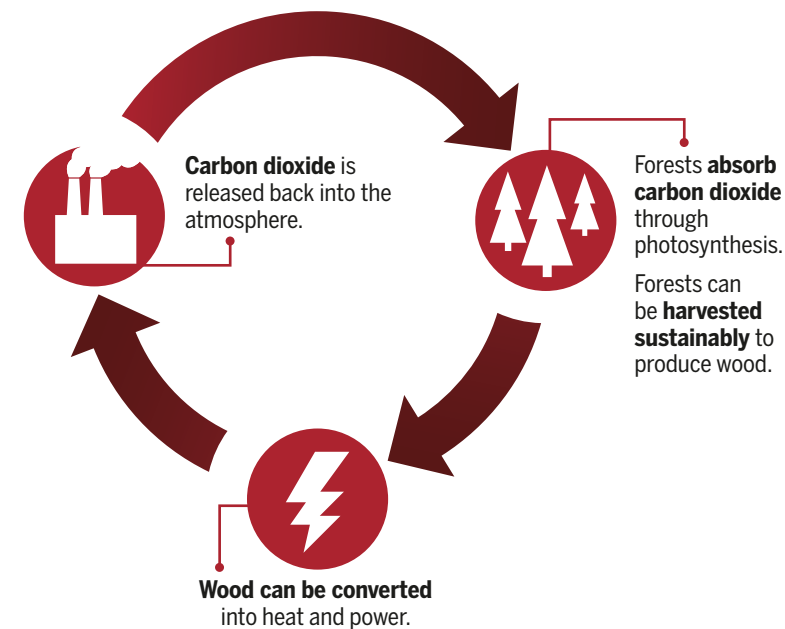 Carbon dioxide is
released back into the
atmosphere.
Forests absorb
carbon dioxide
through
photosynthesis.
Forests can
be harvested
sustainably to
produce wood.
Wood can be converted
into heat and power.